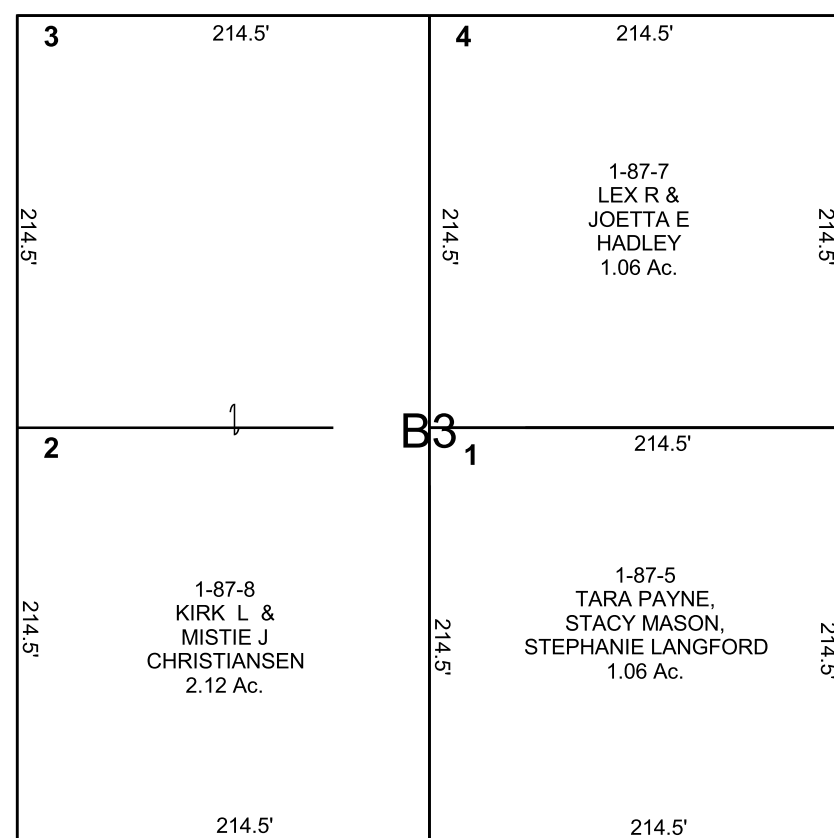 3
214.5'
4
214.5'
1-87-7
LEX R &
JOETTA E
HADLEY
1.06 Ac.
214.5'
214.5'
214.5'
B3
2
1
214.5'
1-87-8
KIRK L &
MISTIE J
CHRISTIANSEN
2.12 Ac.
1-87-5
TARA PAYNE,
STACY MASON,
STEPHANIE LANGFORD
1.06 Ac.
214.5'
214.5'
214.5'
214.5'
214.5'